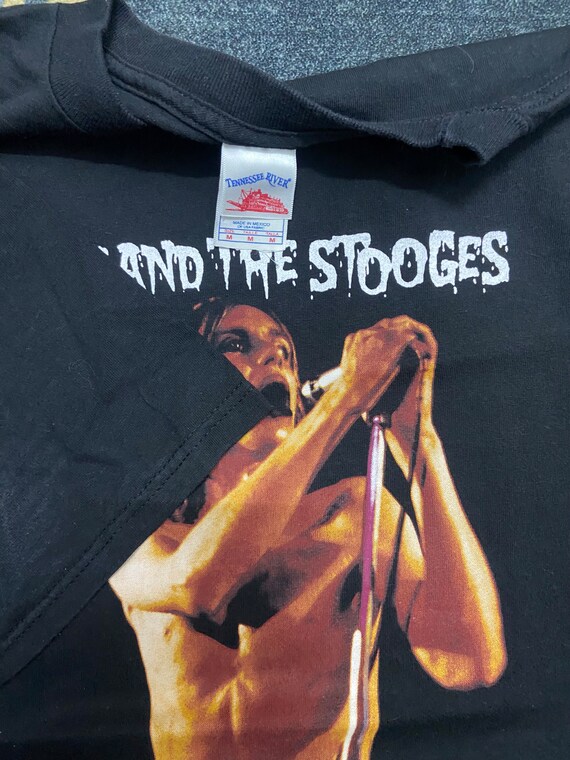 TENNESSEE RIVER
MADE IN MEXICO
M M M
AND THE STOOGES